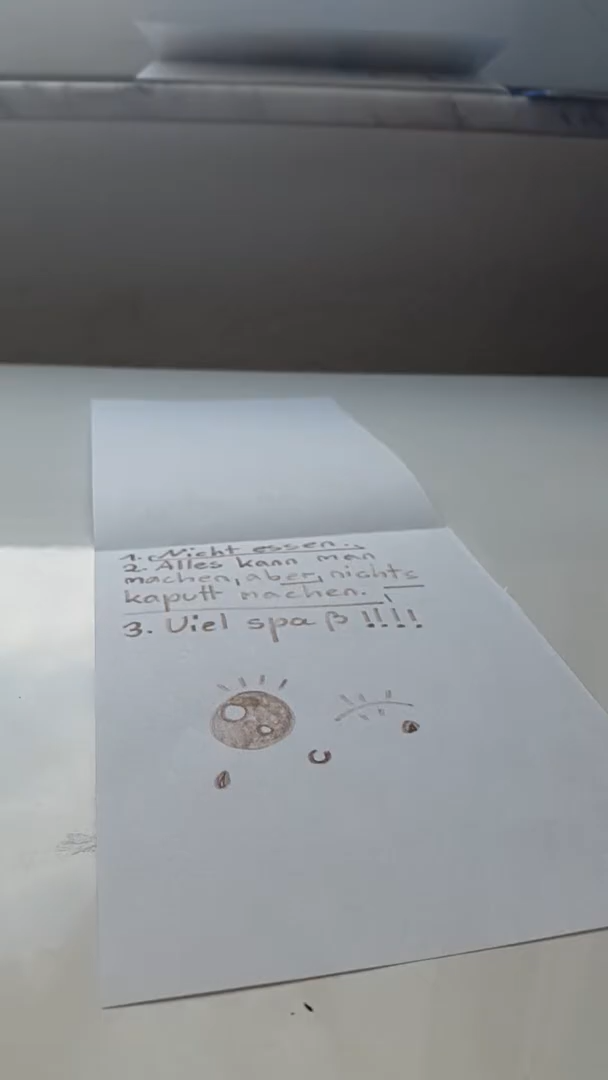 1. Nicht essen.
2. Alles kann man
machen, aber, nichts
kaputt machen. !
3. Viel spaß !!!!